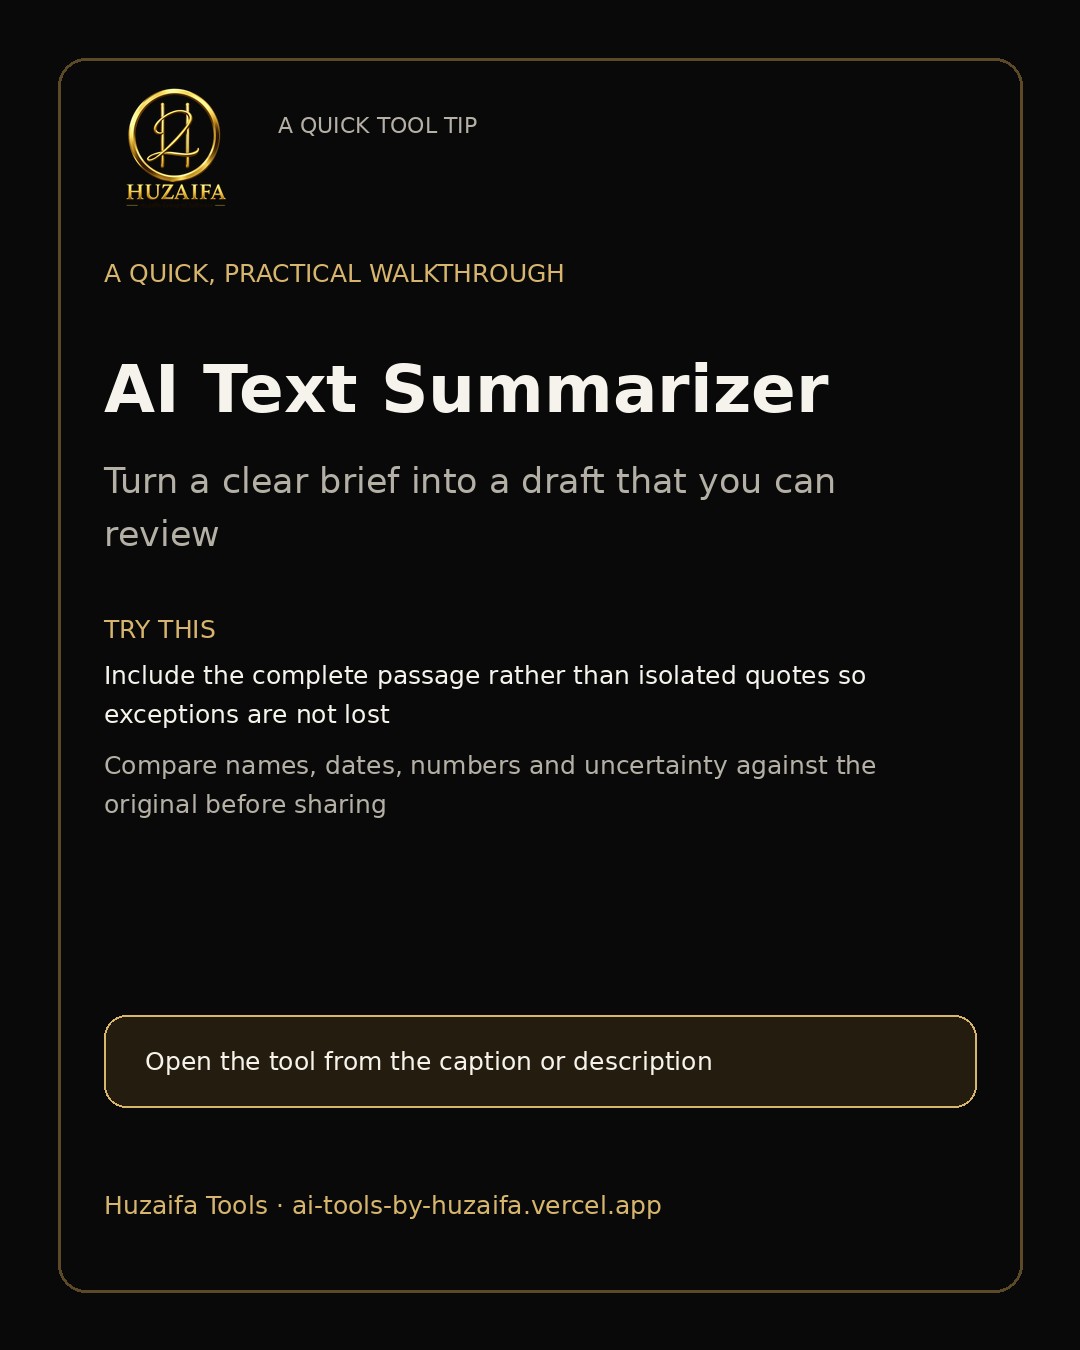 HUZAIFA
A QUICK TOOL TIP
A QUICK, PRACTICAL WALKTHROUGH
AI Text Summarizer
Turn a clear brief into a draft that you can
review
TRY THIS
Include the complete passage rather than isolated quotes so
exceptions are not lost
Compare names, dates, numbers and uncertainty against the
original before sharing
Open the tool from the caption or description
Huzaifa Tools · ai-tools-by-huzaifa.vercel.app